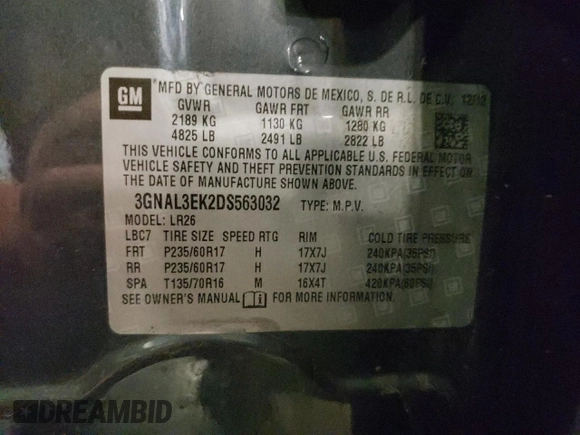 GM
MFD BY GENERAL MOTORS DE MEXICO, S. DE R.L. DE C.V. 12/12
GVWR GAWR FRT GAWR RR
2189 KG 1130 KG 1280 KG
4825 LB 2491 LB 2822 LB
THIS VEHICLE CONFORMS TO ALL APPLICABLE U.S. FEDERAL MOTOR
VEHICLE SAFETY AND THEFT PREVENTION STANDARDS IN EFFECT ON
THE DATE OF MANUFACTURE SHOWN ABOVE.
3GNAL3EK2DS563032 TYPE: M.P.V.
MODEL: LR26
LBC7 TIRE SIZE SPEED RTG RIM COLD TIRE PRESSURE
FRT P235/60R17 H 17X7J 240KPA(35PSI)
RR P235/60R17 H 17X7J 240KPA(35PSI)
SPA T135/70R16 M 16X4T 420KPA(60PSI)
SEE OWNER'S MANUAL FOR MORE INFORMATION.
DREAMBID